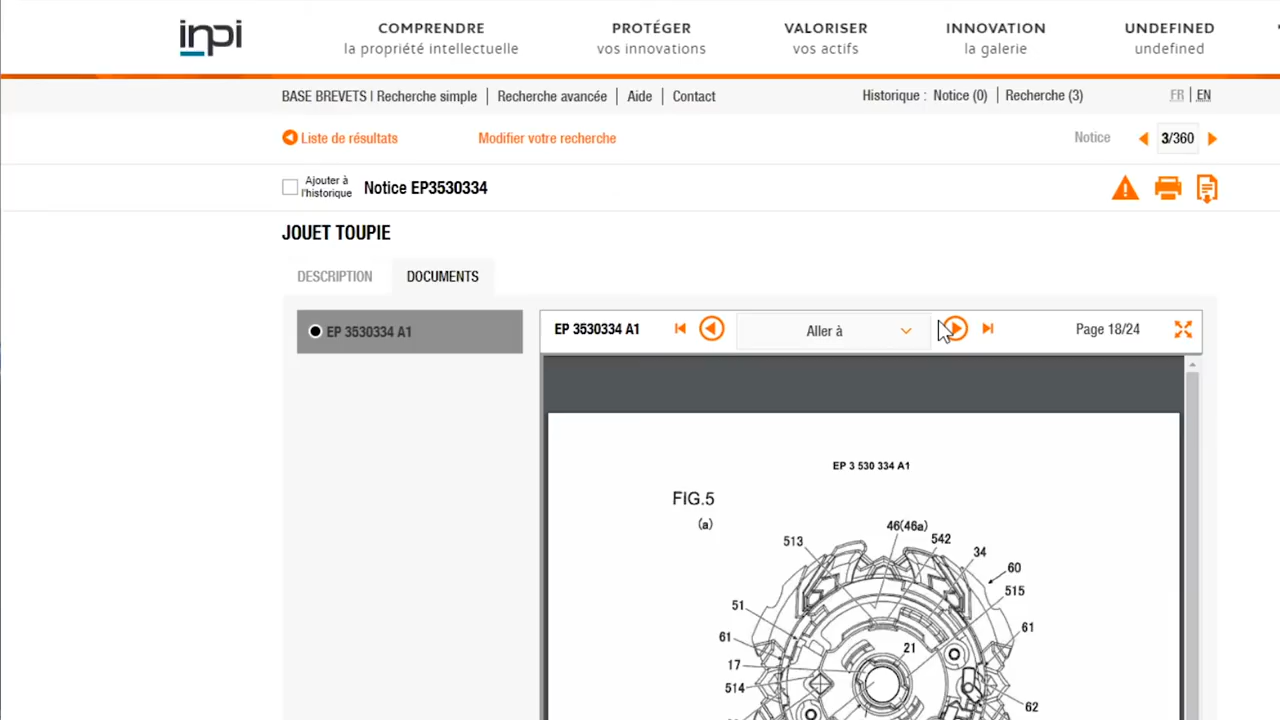 inpi
COMPRENDRE
la propriété intellectuelle
PROTÉGER
vos innovations
VALORISER
vos actifs
INNOVATION
la galerie
UNDEFINED
undefined
BASE BREVETS | Recherche simple | Recherche avancée | Aide | Contact
Historique : Notice (0) | Recherche (3)
FR | EN
Liste de résultats
Modifier votre recherche
Notice
3/360
Ajouter à
l'historique
Notice EP3530334
JOUET TOUPIE
DESCRIPTION
DOCUMENTS
EP 3530334 A1
EP 3530334 A1
Aller à
Page 18/24
EP 3 530 334 A1
FIG.5
(a)
46(46a)
513
542
34
60
515
51
61
61
21
17
514
62